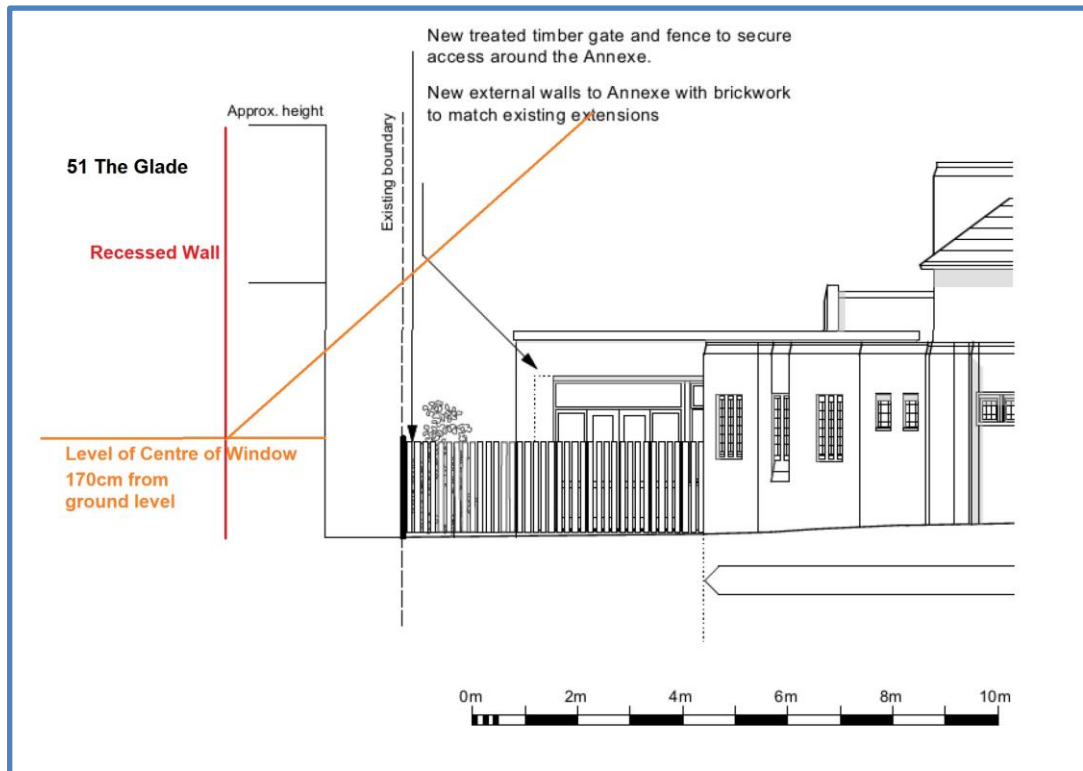 New treated timber gate and fence to secure
access around the Annexe.
New external walls to Annexe with brickwork
to match existing extensions
Approx. height
51 The Glade
Existing boundary
Recessed Wall
Level of Centre of Window
170cm from
ground level
0m 2m 4m 6m 8m 10m